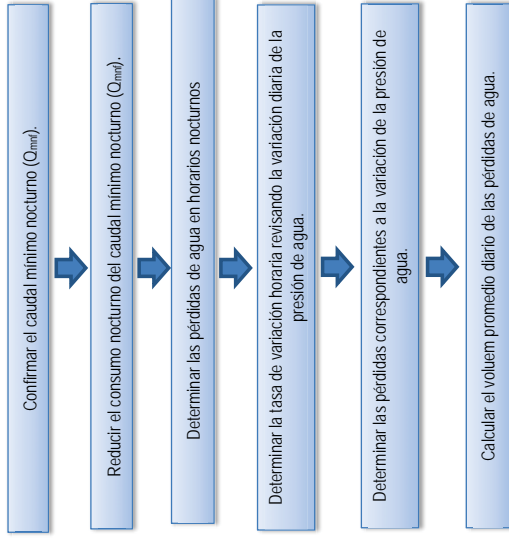 Confirmar el caudal mínimo nocturno (Qmnf).
Reducir el consumo nocturno del caudal mínimo nocturno (Qmnf).
Determinar las pérdidas de agua en horarios nocturnos
Determinar la tasa de variación horaria revisando la variación diaria de la
presión de agua.
Determinar las pérdidas correspondientes a la variación de la presión de
agua.
Calcular el voluem promedio diario de las pérdidas de agua.